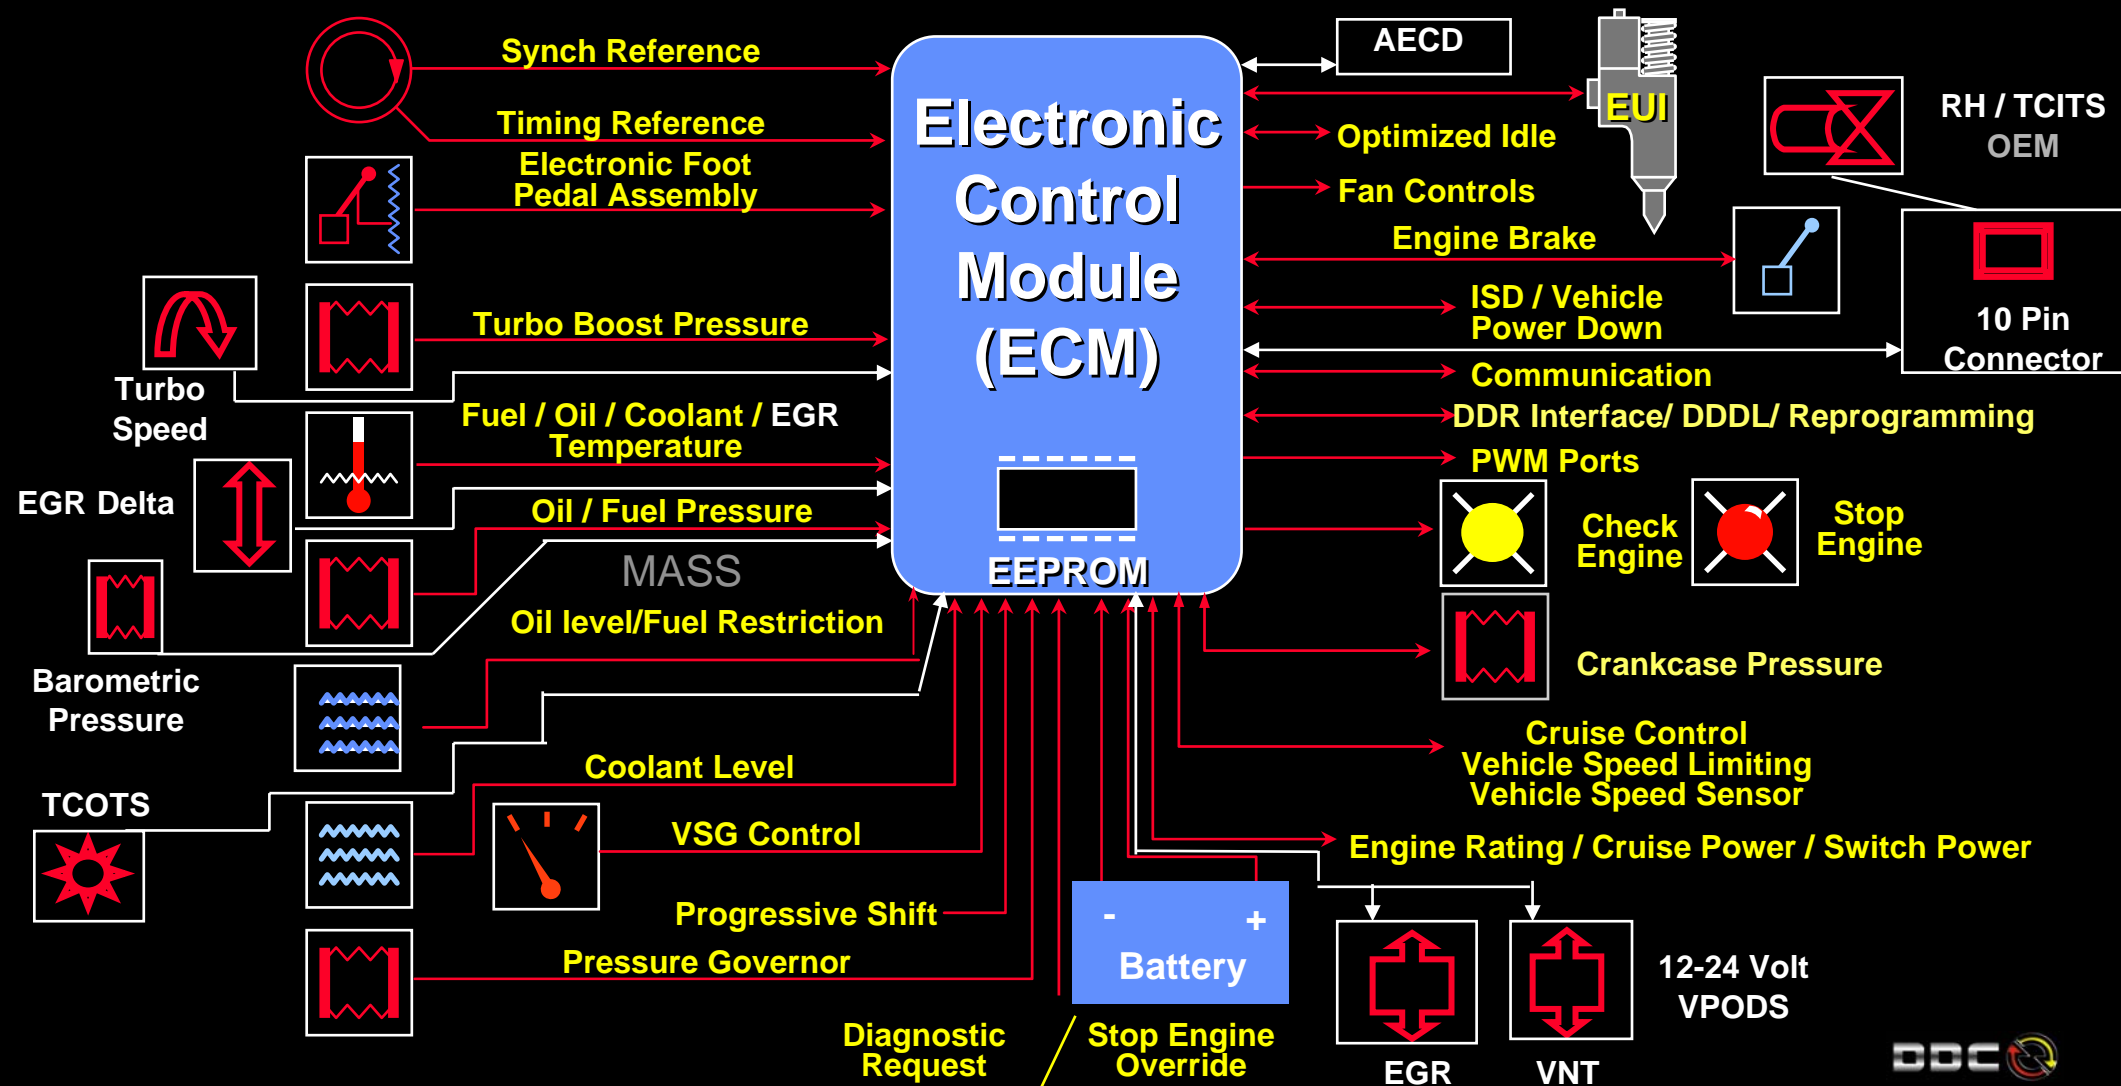 Synch Reference
Timing Reference
Electronic Foot
Pedal Assembly
Turbo Boost Pressure
Turbo
Speed
Fuel / Oil / Coolant / EGR
Temperature
EGR Delta
Oil / Fuel Pressure
MASS
Oil level/Fuel Restriction
Barometric
Pressure
Coolant Level
TCOTS
VSG Control
Progressive Shift
Pressure Governor
Diagnostic
Request
/
Stop Engine
Override
Electronic
Control
Module
(ECM)
EEPROM
- +
Battery
AECD
EUI
Optimized Idle
Fan Controls
Engine Brake
RH / TCITS
OEM
10 Pin
Connector
ISD / Vehicle
Power Down
Communication
DDR Interface/ DDDL/ Reprogramming
PWM Ports
Check
Engine
Stop
Engine
Crankcase Pressure
Cruise Control
Vehicle Speed Limiting
Vehicle Speed Sensor
Engine Rating / Cruise Power / Switch Power
12-24 Volt
VPODS
EGR
VNT
DDC